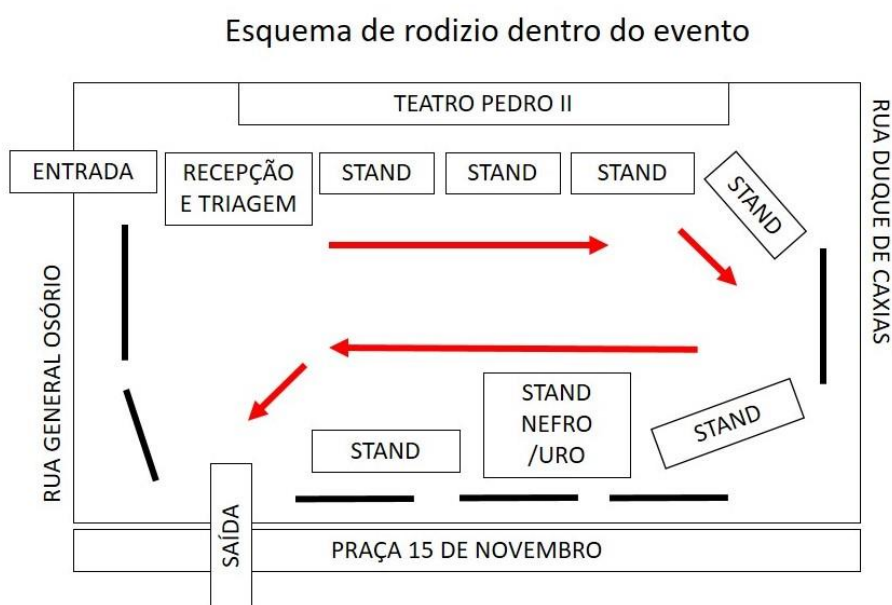 Esquema de rodizio dentro do evento
TEATRO PEDRO II
ENTRADA
RECEPÇÃO
E TRIAGEM
STAND
STAND
STAND
STAND
RUA DUQUE DE CAXIAS
RUA GENERAL OSÓRIO
STAND
STAND
NEFRO
/URO
STAND
SAÍDA
PRAÇA 15 DE NOVEMBRO